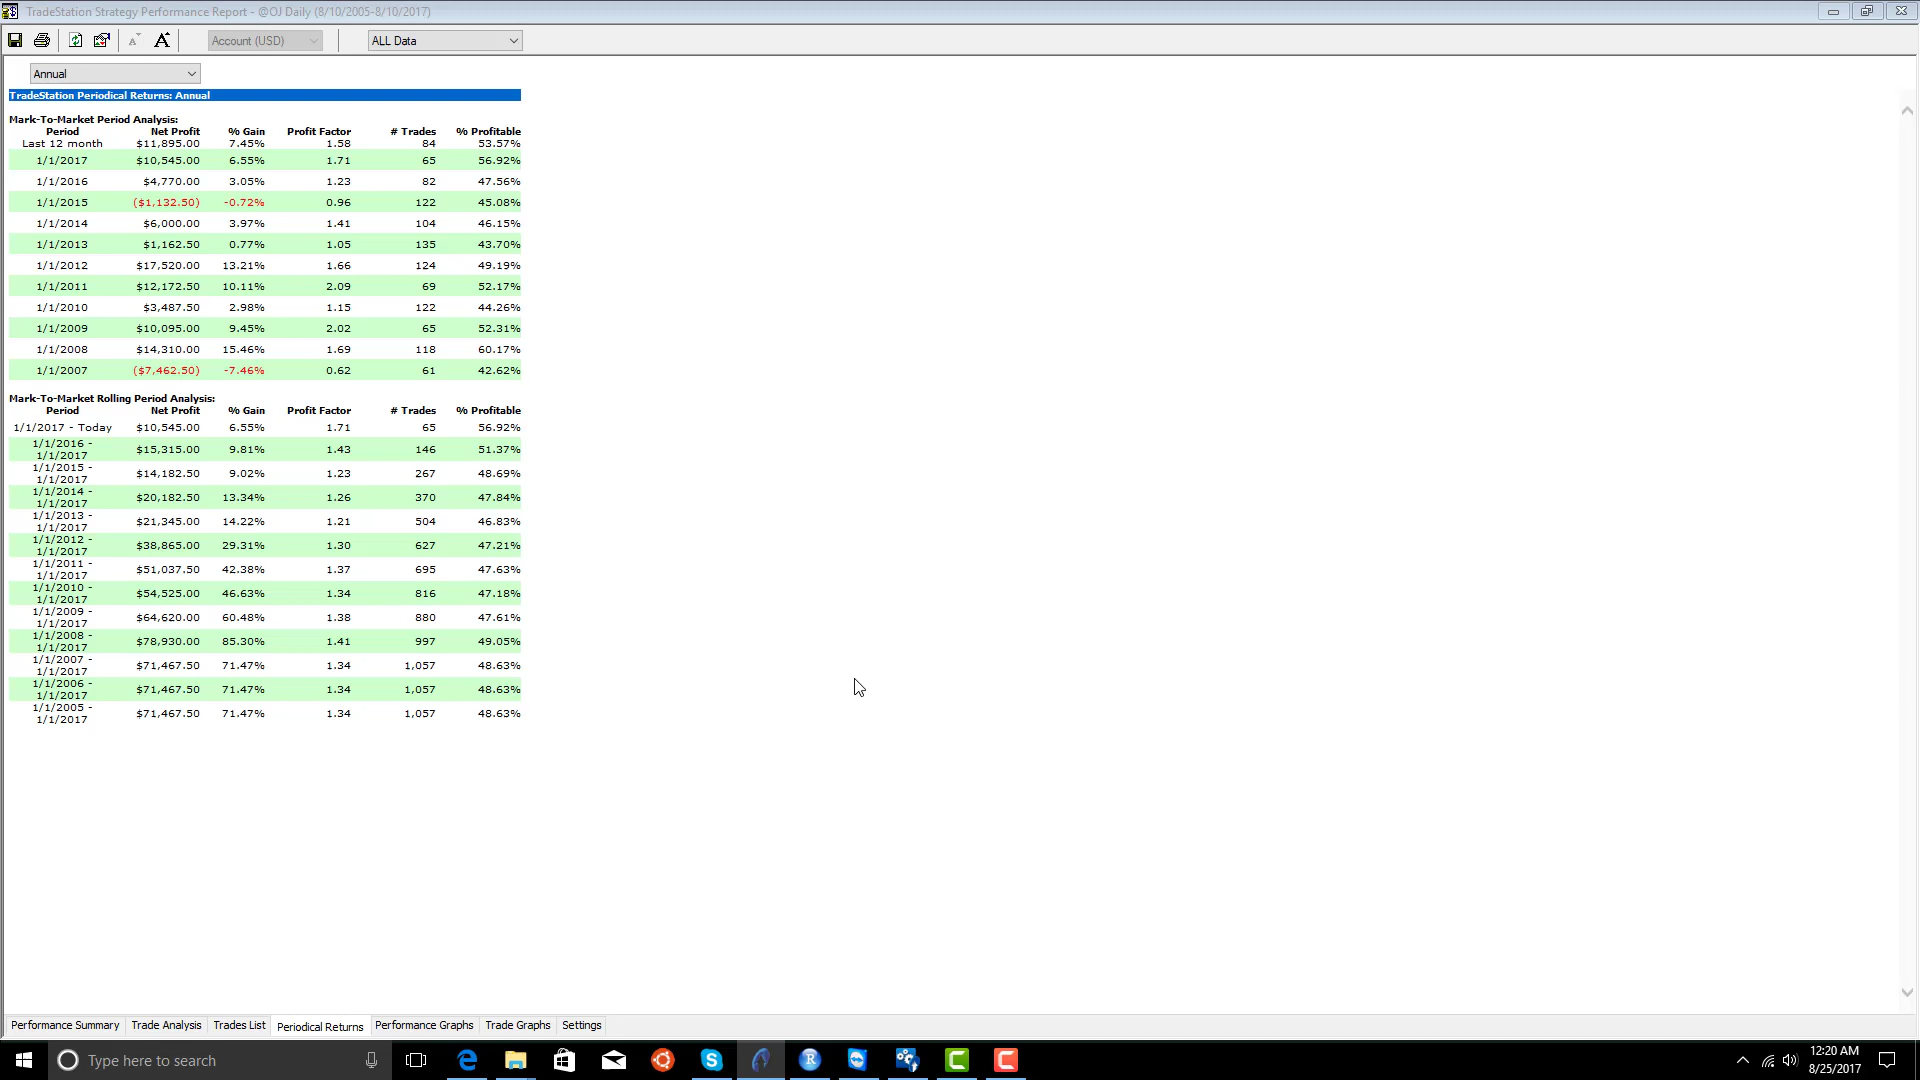 TradeStation Strategy Performance Report - @OJ Daily (8/10/2005-8/10/2017)
Account (USD) ALL Data
Annual
TradeStation Periodical Returns: Annual
Mark-To-Market Period Analysis:
Period Net Profit % Gain Profit Factor # Trades % Profitable
Last 12 month $11,895.00 7.45% 1.58 84 53.57%
1/1/2017 $10,545.00 6.55% 1.71 65 56.92%
1/1/2016 $4,770.00 3.05% 1.23 82 47.56%
1/1/2015 ($1,132.50) -0.72% 0.96 122 45.08%
1/1/2014 $6,000.00 3.97% 1.41 104 46.15%
1/1/2013 $1,162.50 0.77% 1.05 135 43.70%
1/1/2012 $17,520.00 13.21% 1.66 124 49.19%
1/1/2011 $12,172.50 10.11% 2.09 69 52.17%
1/1/2010 $3,487.50 2.98% 1.15 122 44.26%
1/1/2009 $10,095.00 9.45% 2.02 65 52.31%
1/1/2008 $14,310.00 15.46% 1.69 118 60.17%
1/1/2007 ($7,462.50) -7.46% 0.62 61 42.62%
Mark-To-Market Rolling Period Analysis:
Period Net Profit % Gain Profit Factor # Trades % Profitable
1/1/2017 - Today $10,545.00 6.55% 1.71 65 56.92%
1/1/2016 -
1/1/2017 $15,315.00 9.81% 1.43 146 51.37%
1/1/2015 -
1/1/2017 $14,182.50 9.02% 1.23 267 48.69%
1/1/2014 -
1/1/2017 $20,182.50 13.34% 1.26 370 47.84%
1/1/2013 -
1/1/2017 $21,345.00 14.22% 1.21 504 46.83%
1/1/2012 -
1/1/2017 $38,865.00 29.31% 1.30 627 47.21%
1/1/2011 -
1/1/2017 $51,037.50 42.38% 1.37 695 47.63%
1/1/2010 -
1/1/2017 $54,525.00 46.63% 1.34 816 47.18%
1/1/2009 -
1/1/2017 $64,620.00 60.48% 1.38 880 47.61%
1/1/2008 -
1/1/2017 $78,930.00 85.30% 1.41 997 49.05%
1/1/2007 -
1/1/2017 $71,467.50 71.47% 1.34 1,057 48.63%
1/1/2006 -
1/1/2017 $71,467.50 71.47% 1.34 1,057 48.63%
1/1/2005 -
1/1/2017 $71,467.50 71.47% 1.34 1,057 48.63%
Performance Summary Trade Analysis Trades List Periodical Returns Performance Graphs Trade Graphs Settings
Type here to search
12:20 AM
8/25/2017